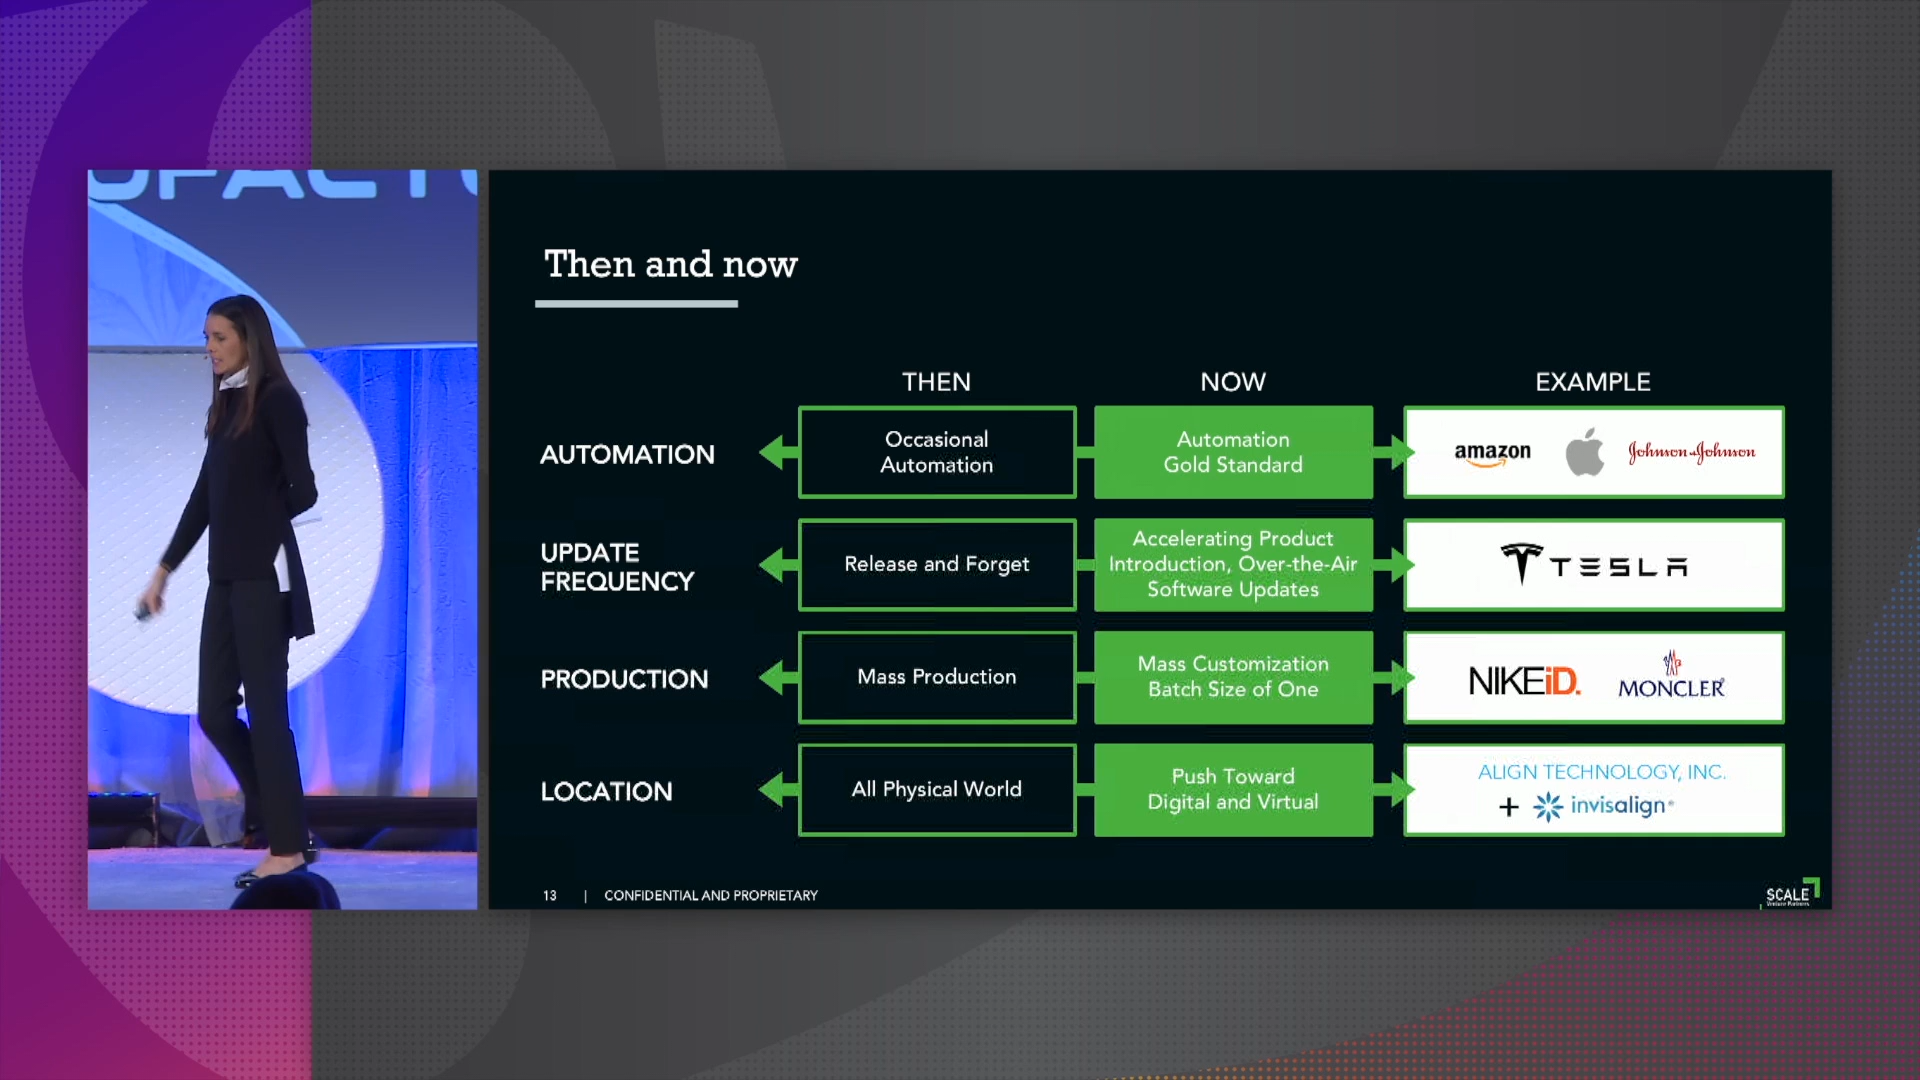 UFACTU
Then and now
THEN
NOW
EXAMPLE
AUTOMATION
Occasional
Automation
Automation
Gold Standard
amazon
Johnson & Johnson
UPDATE
FREQUENCY
Release and Forget
Accelerating Product
Introduction, Over-the-Air
Software Updates
TESLA
PRODUCTION
Mass Production
Mass Customization
Batch Size of One
NIKEiD.
MONCLER
LOCATION
All Physical World
Push Toward
Digital and Virtual
ALIGN TECHNOLOGY, INC.
+ invisalign®
13 | CONFIDENTIAL AND PROPRIETARY
SCALE
Venture Partners